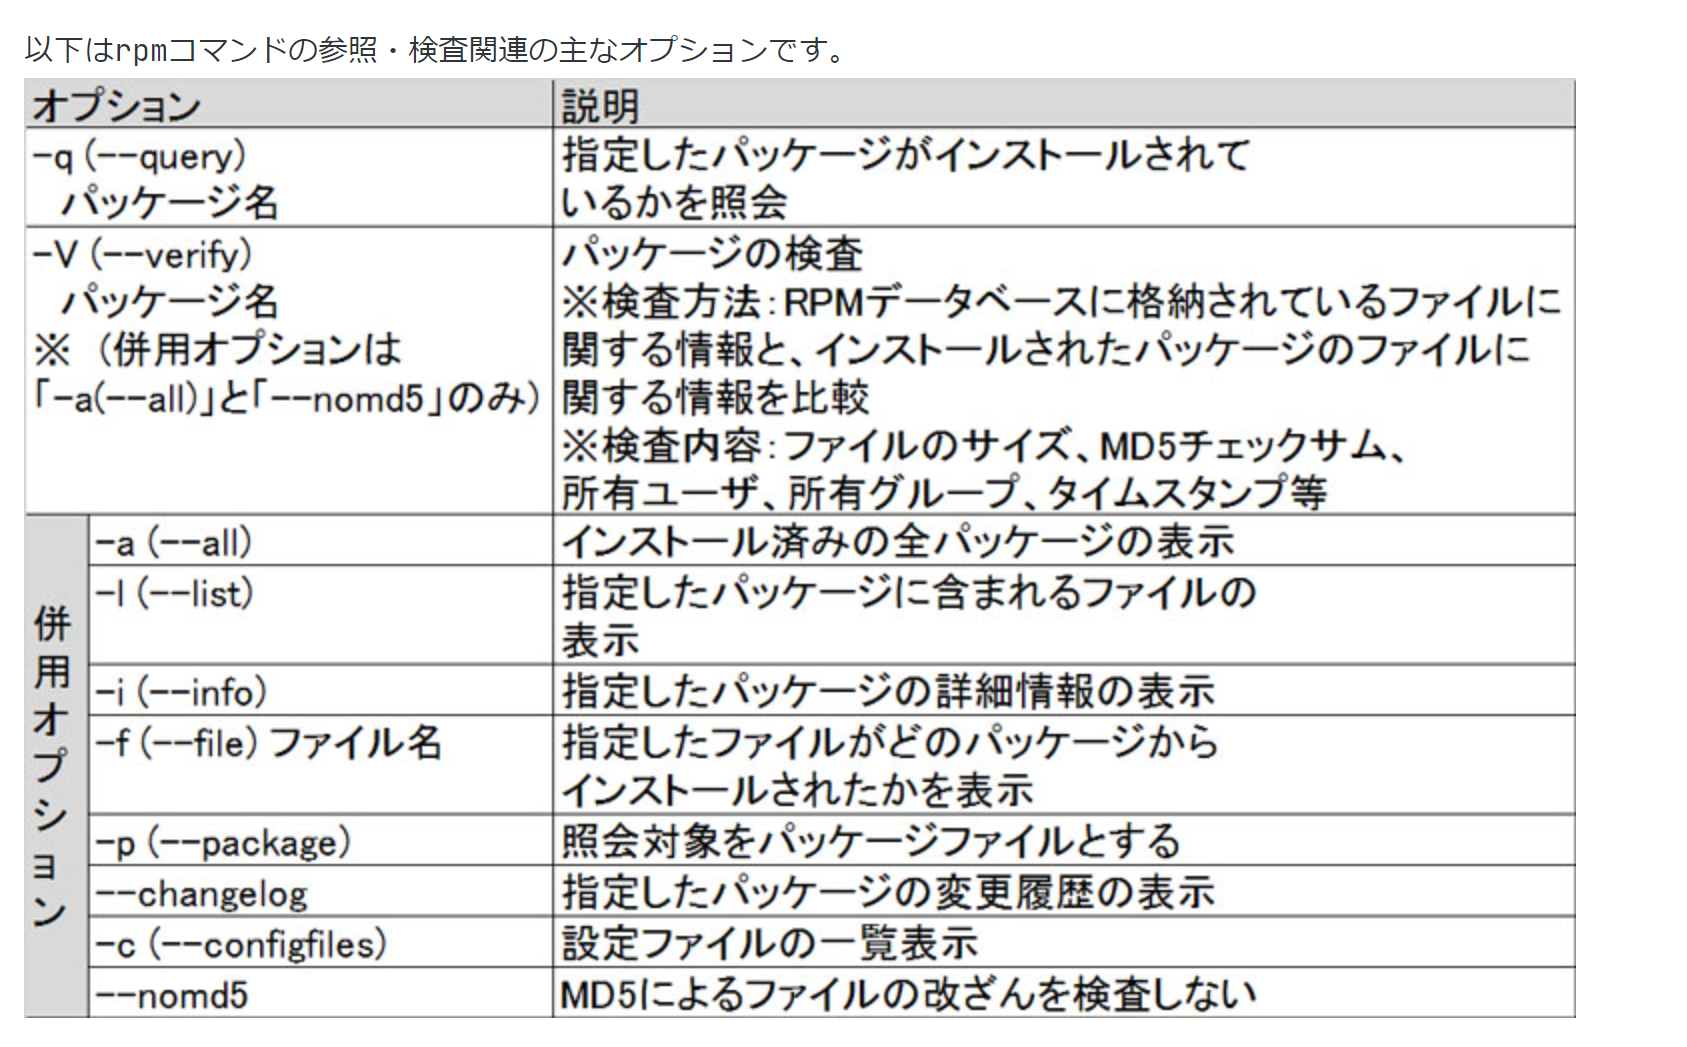 以下はrpmコマンドの参照・検査関連の主なオプションです。
オプション
説明
-q (--query)
パッケージ名
指定したパッケージがインストールされて
いるかを照会
-V (--verify)
パッケージ名
※ （併用オプションは
「-a(--all)」と「--nomd5」のみ）
パッケージの検査
※検査方法：RPMデータベースに格納されているファイルに
関する情報と、インストールされたパッケージのファイルに
関する情報を比較
※検査内容：ファイルのサイズ、MD5チェックサム、
所有ユーザ、所有グループ、タイムスタンプ等
併用オプション
-a (--all)
インストール済みの全パッケージの表示
-l (--list)
指定したパッケージに含まれるファイルの
表示
-i (--info)
指定したパッケージの詳細情報の表示
-f (--file) ファイル名
指定したファイルがどのパッケージから
インストールされたかを表示
-p (--package)
照会対象をパッケージファイルとする
--changelog
指定したパッケージの変更履歴の表示
-c (--configfiles)
設定ファイルの一覧表示
--nomd5
MD5によるファイルの改ざんを検査しない